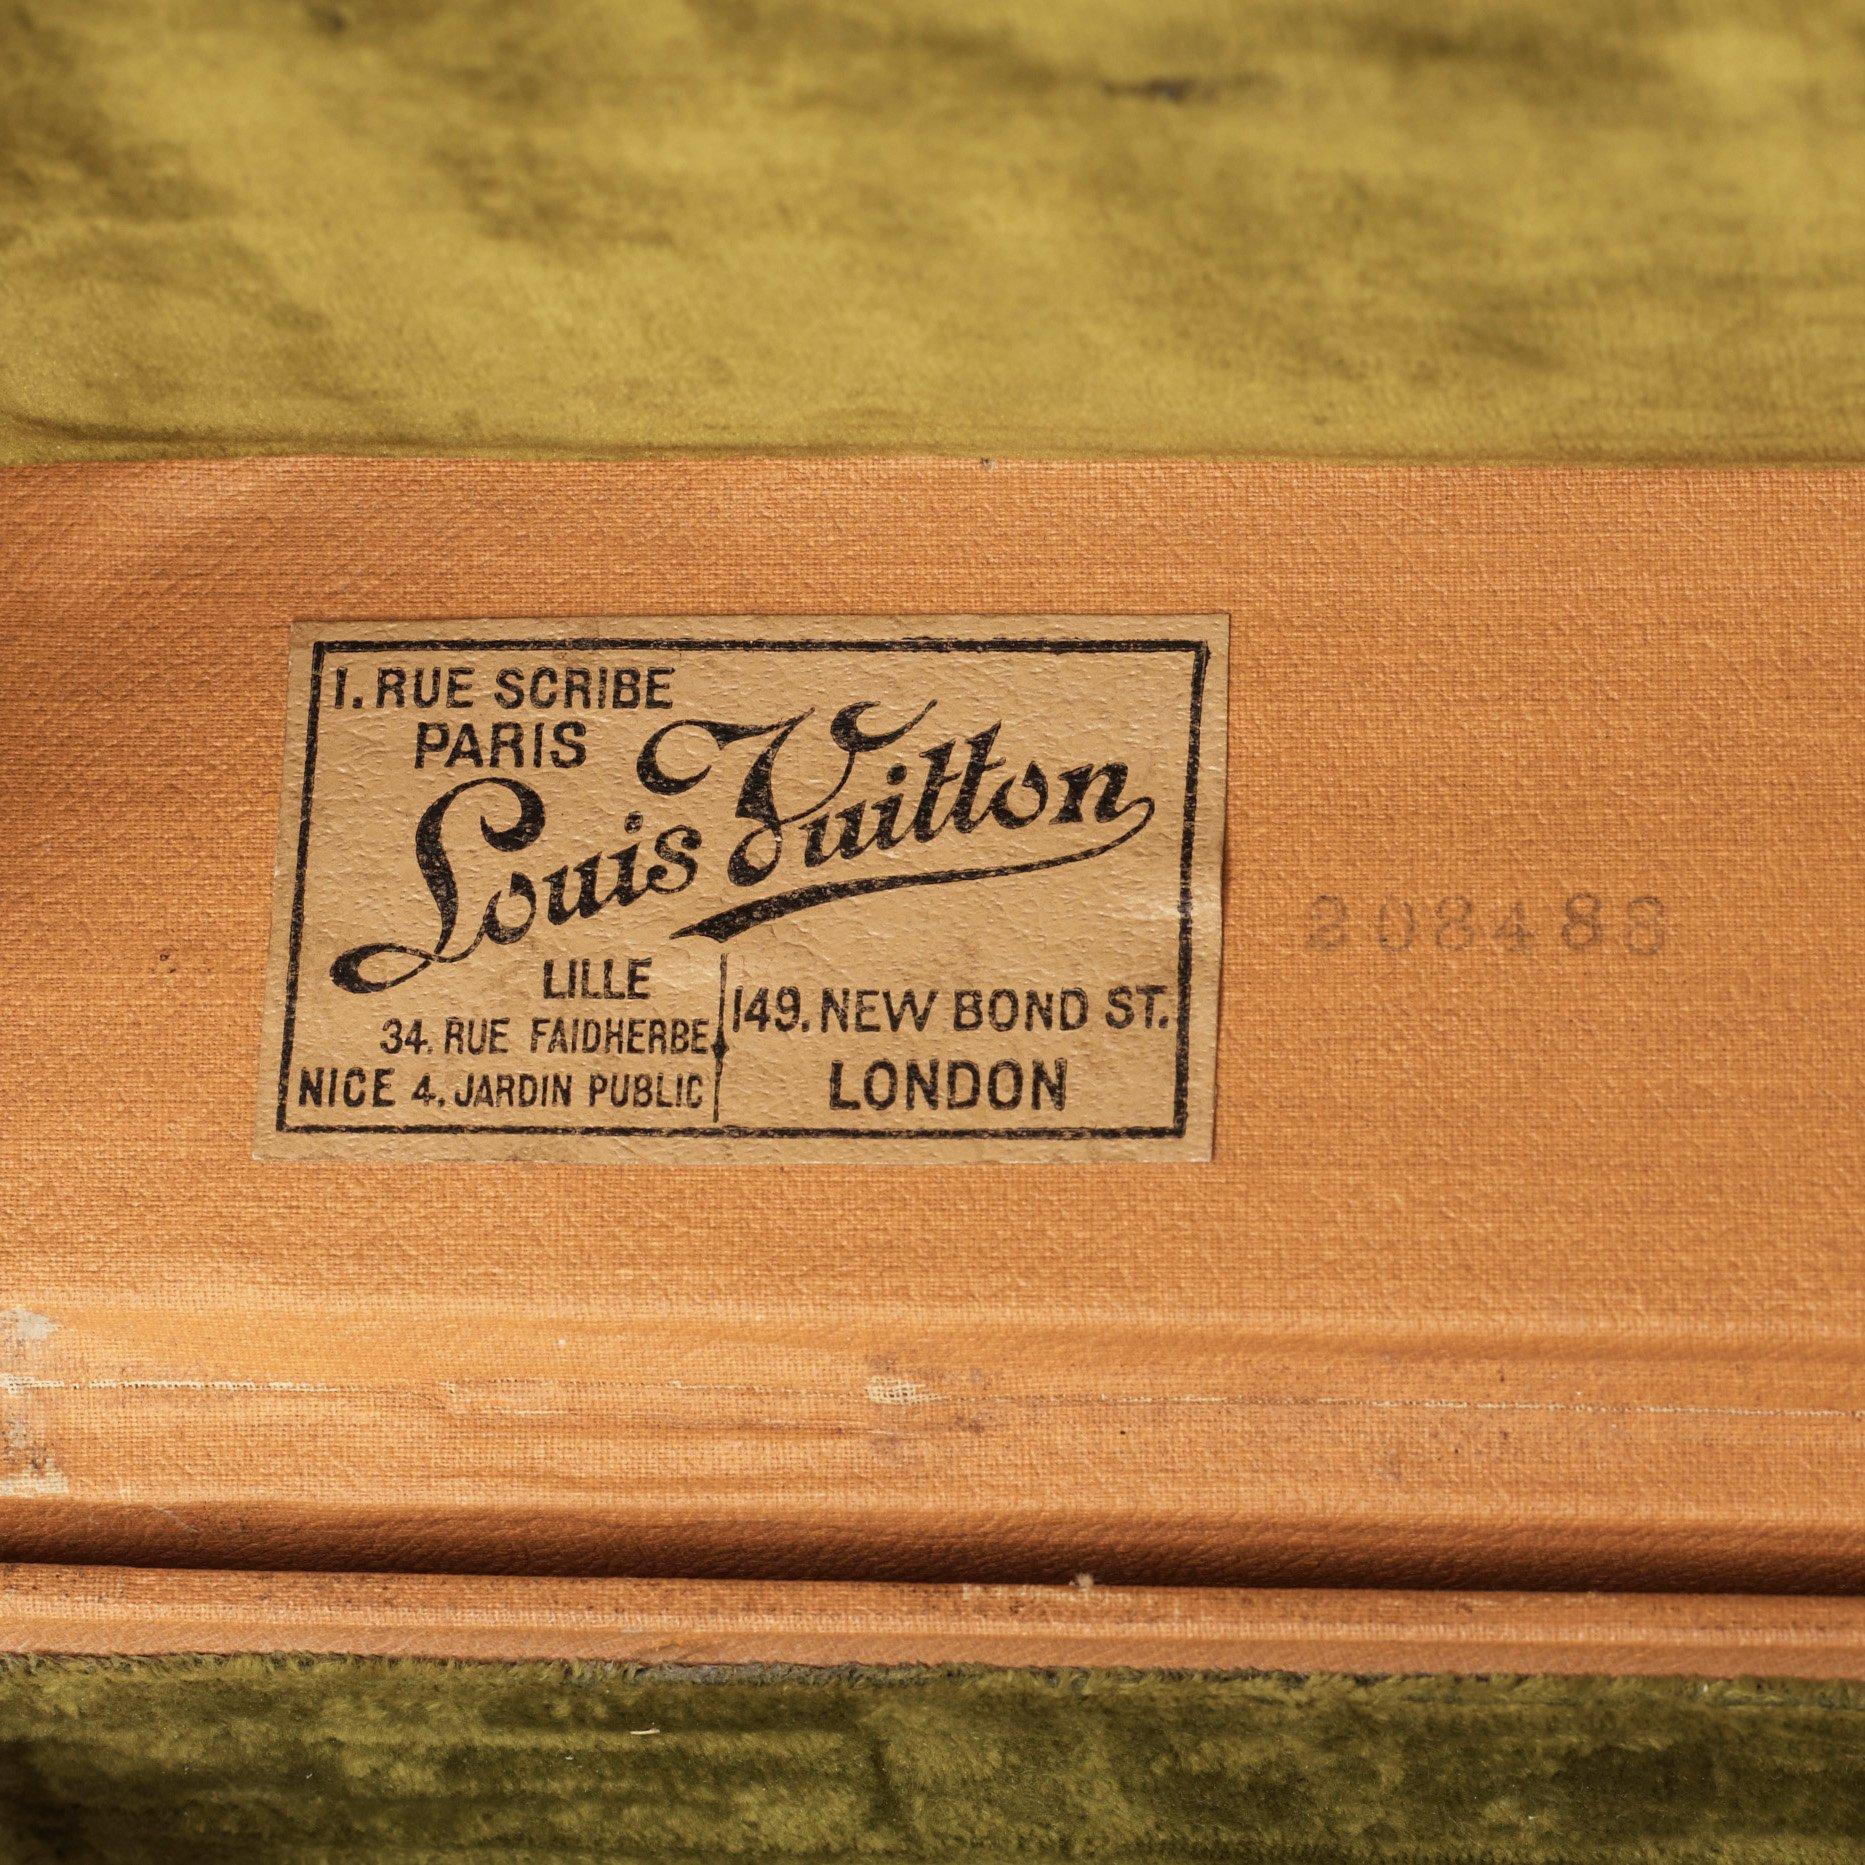 1. RUE SCRIBE
PARIS
Louis Vuitton
LILLE
34. RUE FAIDHERBE
NICE 4. JARDIN PUBLIC
149. NEW BOND ST.
LONDON
208488